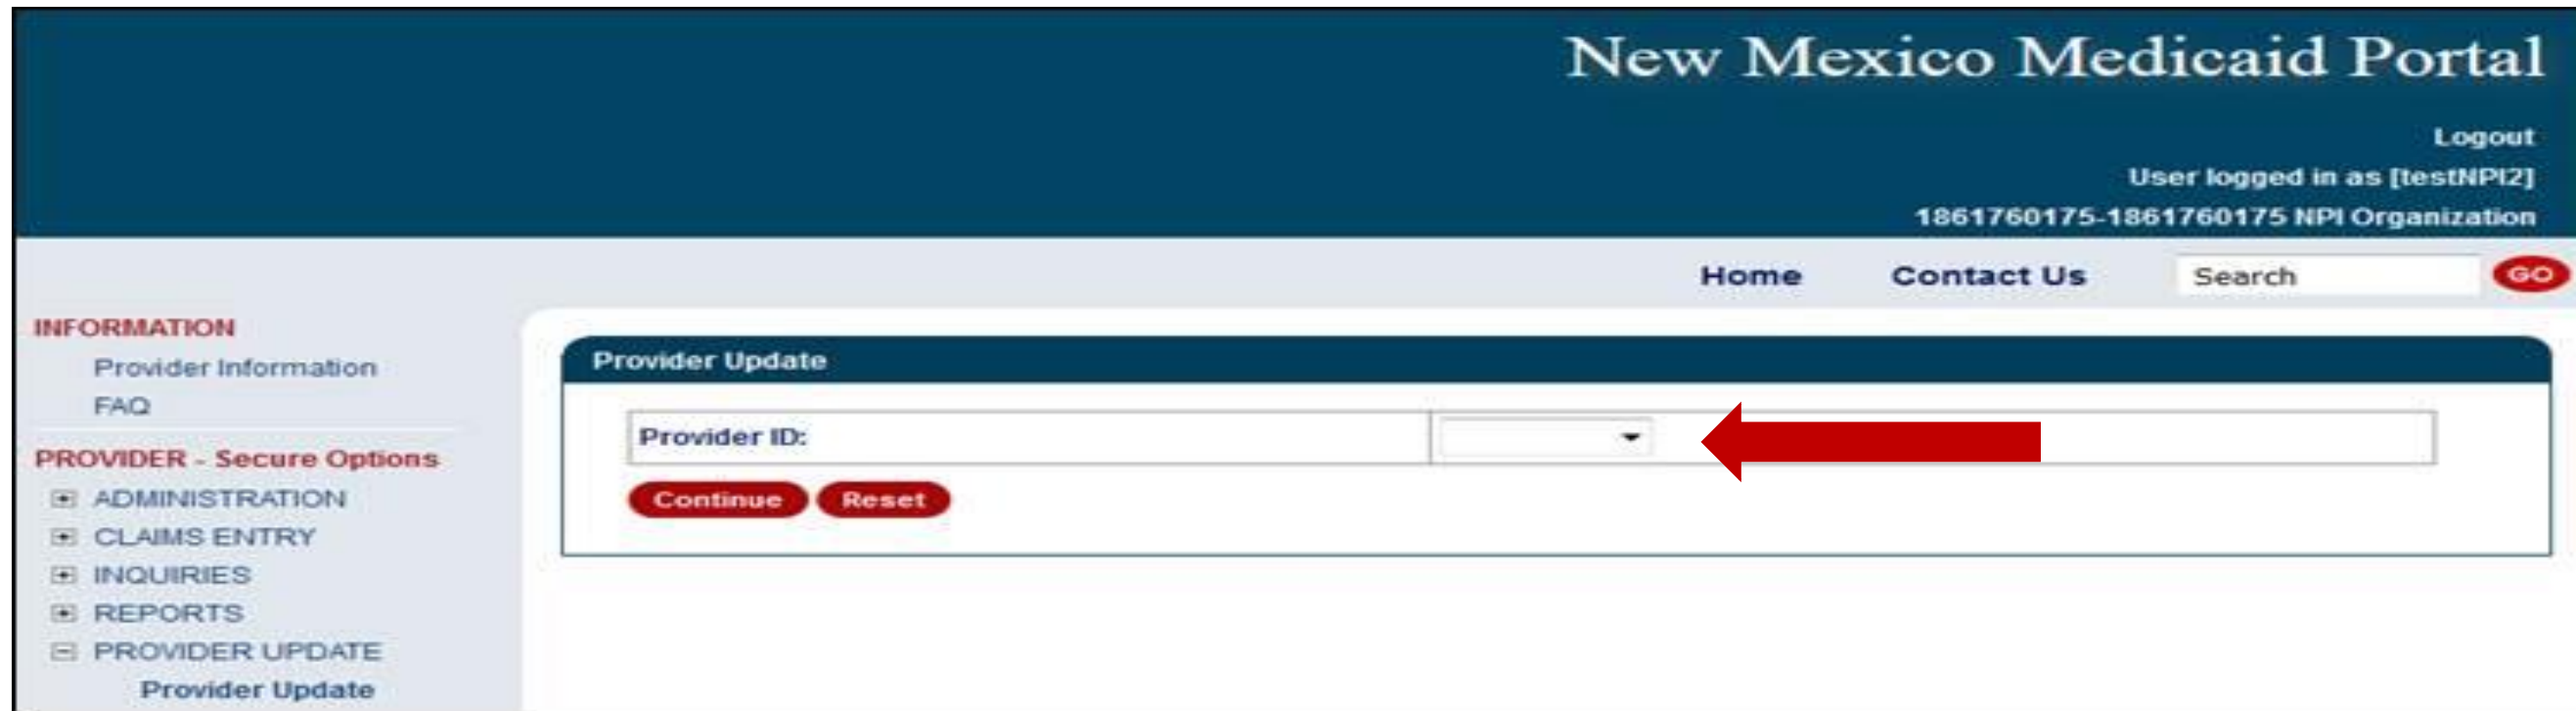 New Mexico Medicaid Portal
Logout
User logged in as [testNPI2]
1861760175-1861760175 NPI Organization
Home Contact Us Search GO
INFORMATION
Provider Information
FAQ
PROVIDER - Secure Options
ADMINISTRATION
CLAIMS ENTRY
INQUIRIES
REPORTS
PROVIDER UPDATE
Provider Update
Provider Update
Provider ID:
Continue Reset